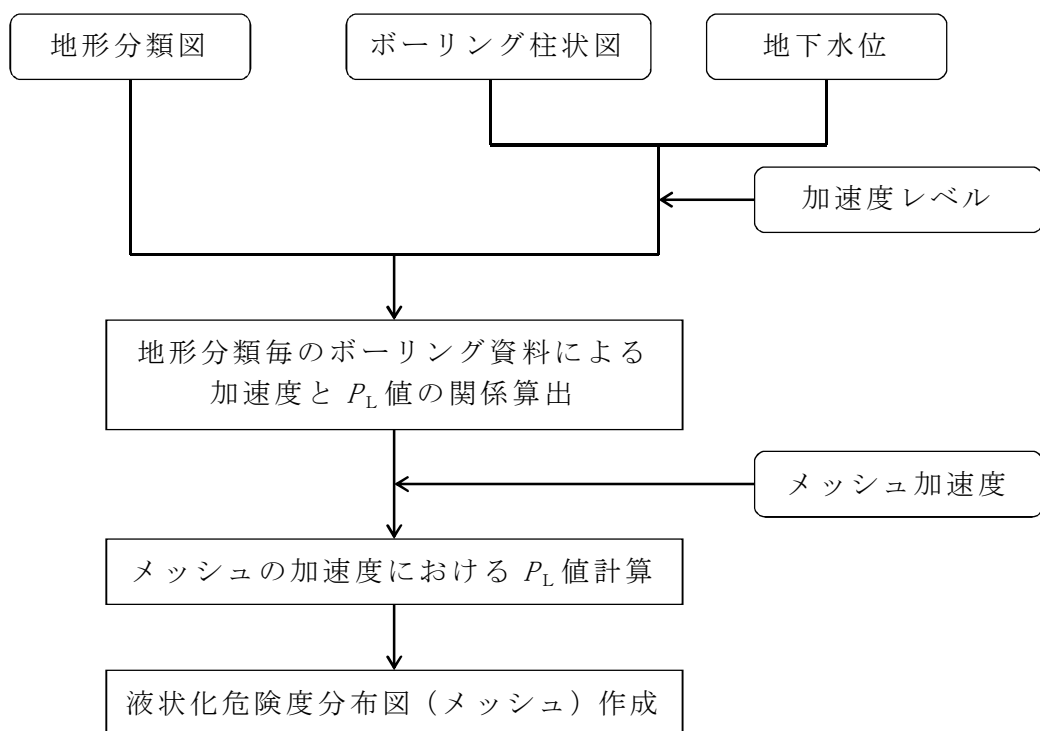 地形分類図
ボーリング柱状図
地下水位
加速度レベル
地形分類毎のボーリング資料による
加速度と PL 値の関係算出
メッシュ加速度
メッシュの加速度における PL 値計算
液状化危険度分布図（メッシュ）作成